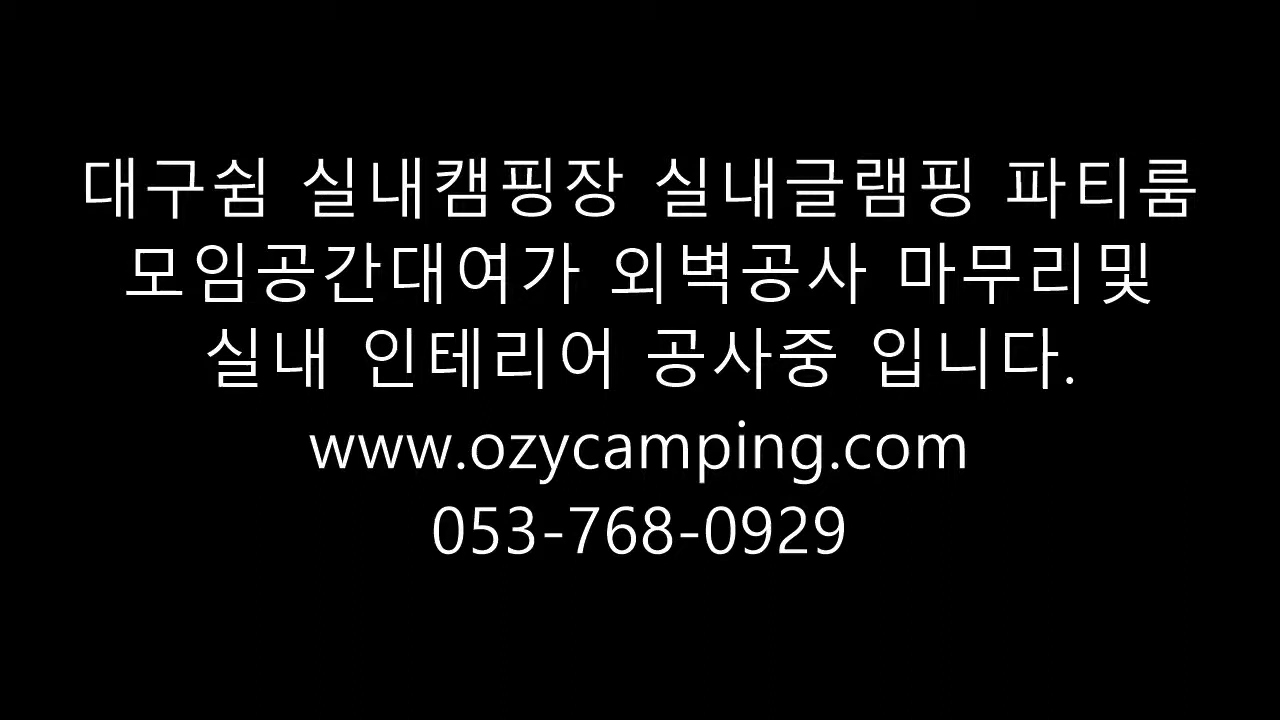 대구쉼 실내캠핑장 실내글램핑 파티룸
모임공간대여가 외벽공사 마무리및
실내 인테리어 공사중 입니다.
www.ozycamping.com
053-768-0929